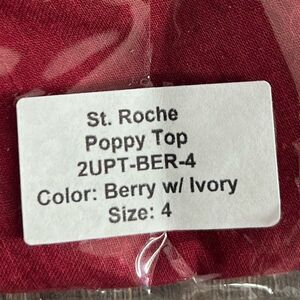 St. Roche
Poppy Top
2UPT-BER-4
Color: Berry w/ Ivory
Size: 4